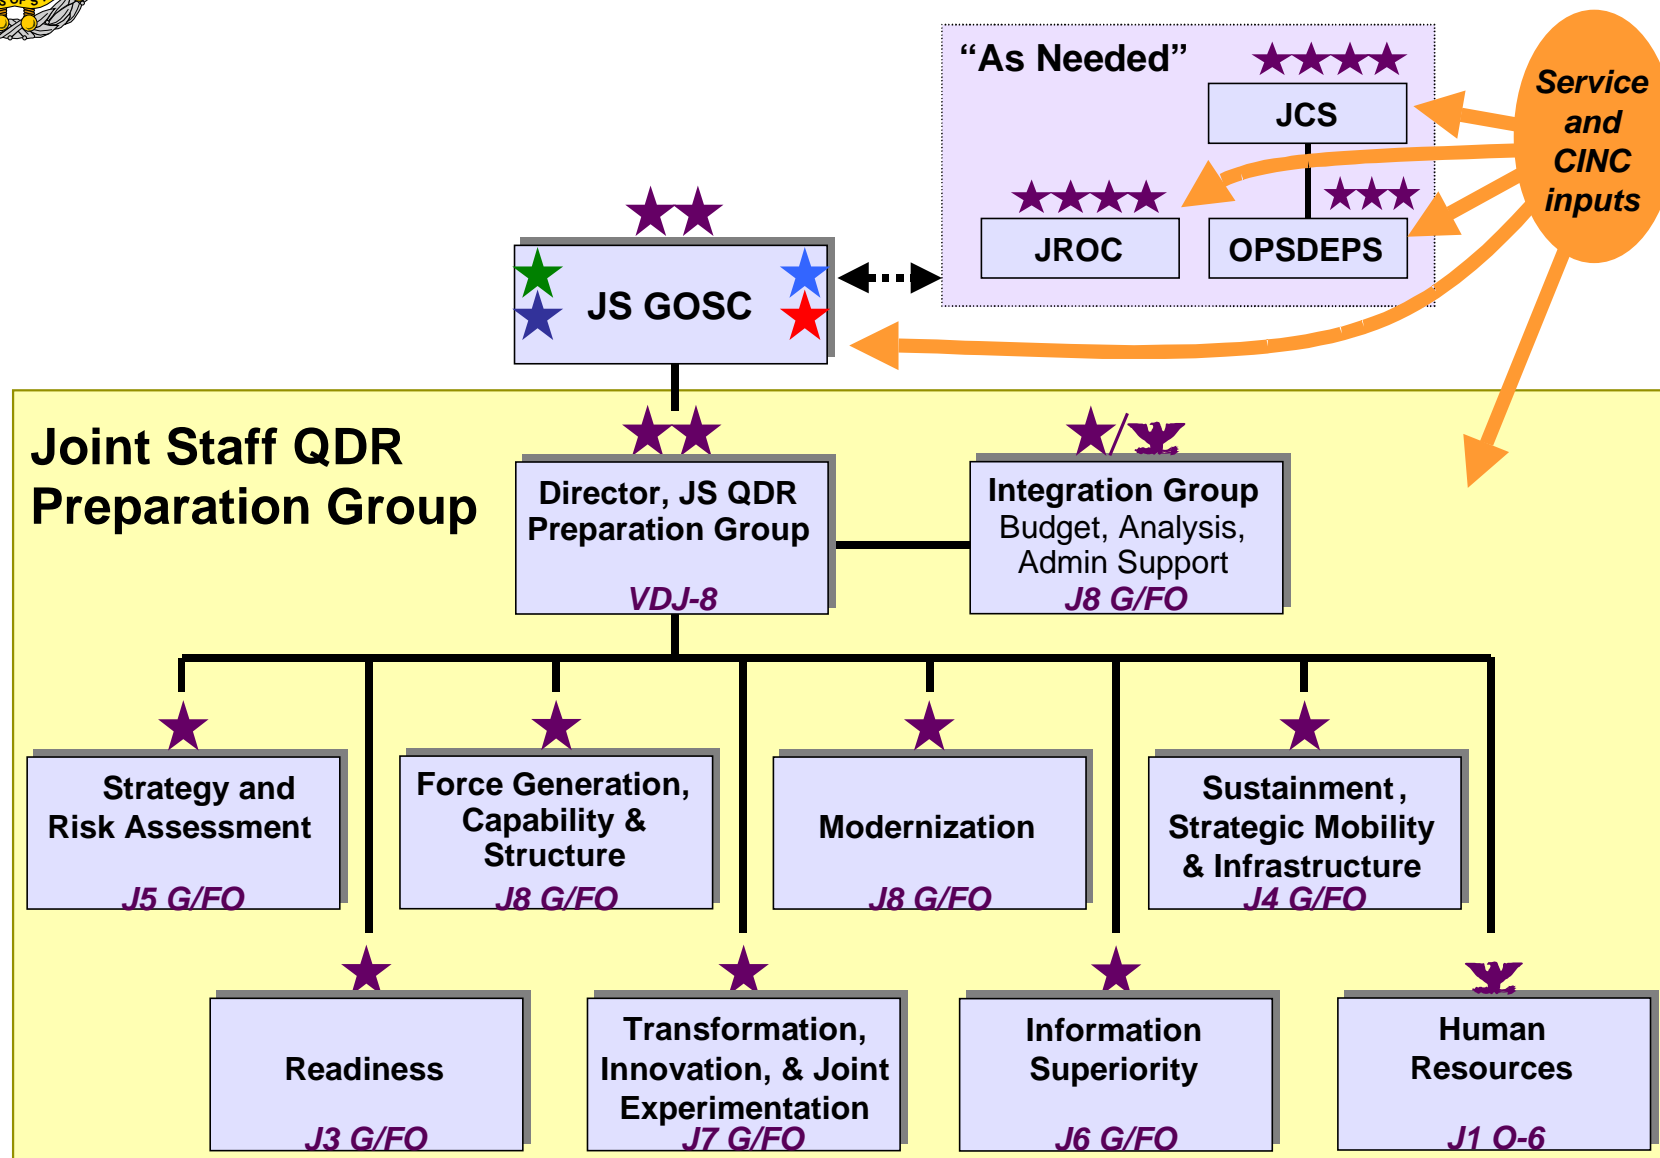 “As Needed”
JCS
JROC
OPSDEPS
Service
and
CINC
inputs
JS GOSC
Joint Staff QDR
Preparation Group
Director, JS QDR
Preparation Group
VDJ-8
Integration Group
Budget, Analysis,
Admin Support
J8 G/FO
Strategy and
Risk Assessment
J5 G/FO
Force Generation,
Capability &
Structure
J8 G/FO
Modernization
J8 G/FO
Sustainment,
Strategic Mobility
& Infrastructure
J4 G/FO
Readiness
J3 G/FO
Transformation,
Innovation, & Joint
Experimentation
J7 G/FO
Information
Superiority
J6 G/FO
Human
Resources
J1 O-6